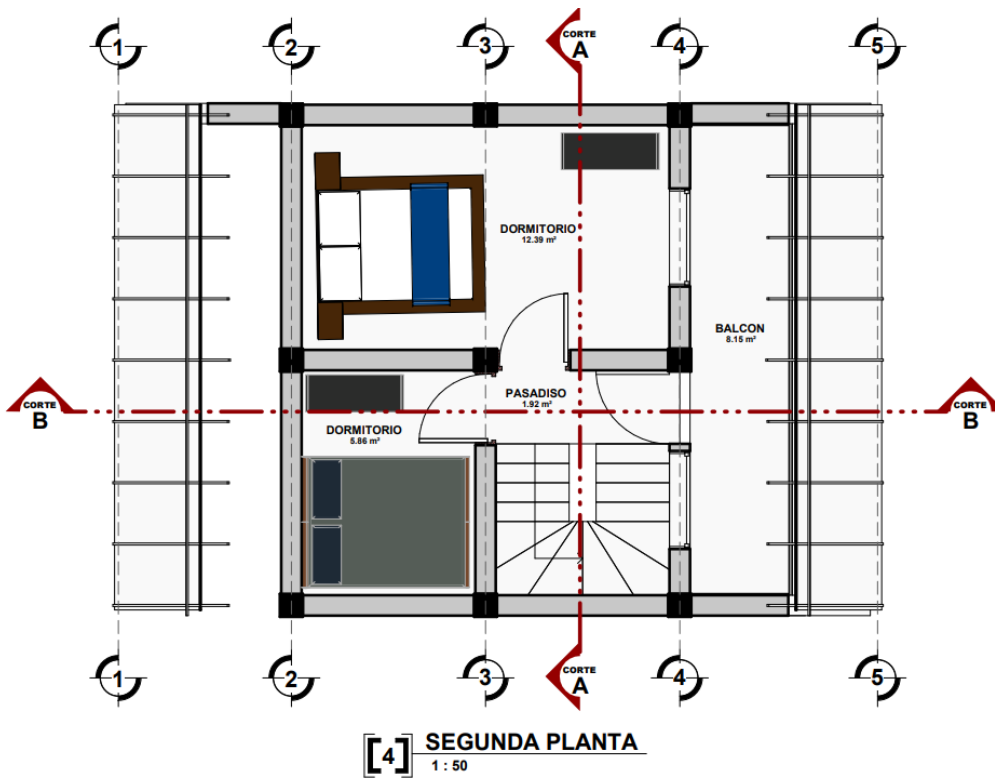 1 2 3 CORTE A 4 5
DORMITORIO
12.39 m²
BALCON
8.15 m²
PASADISO
1.92 m²
CORTE
B
DORMITORIO
5.86 m²
CORTE
B
1 2 3 CORTE A 4 5
[4] SEGUNDA PLANTA
1 : 50